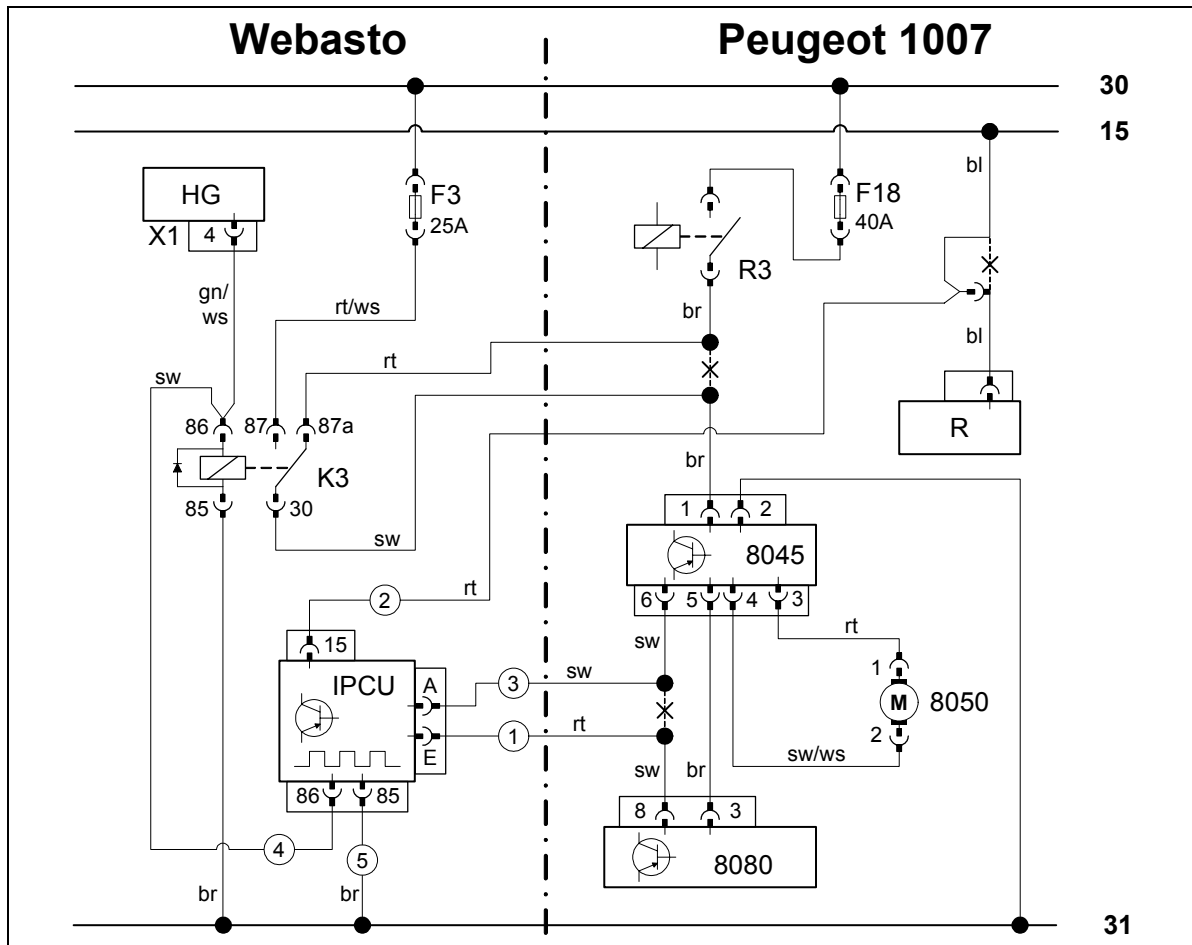 Webasto
Peugeot 1007
30
15
bl
HG
X1
4
F3
25A
F18
40A
R3
gn/
ws
rt/ws
br
bl
rt
sw
86
87
87a
R
K3
br
85
30
1
2
sw
8045
2
rt
6
5
4
3
15
sw
rt
IPCU
A
3
sw
1
M
8050
E
1
rt
2
sw
br
sw/ws
86
85
8
3
4
5
8080
br
br
31